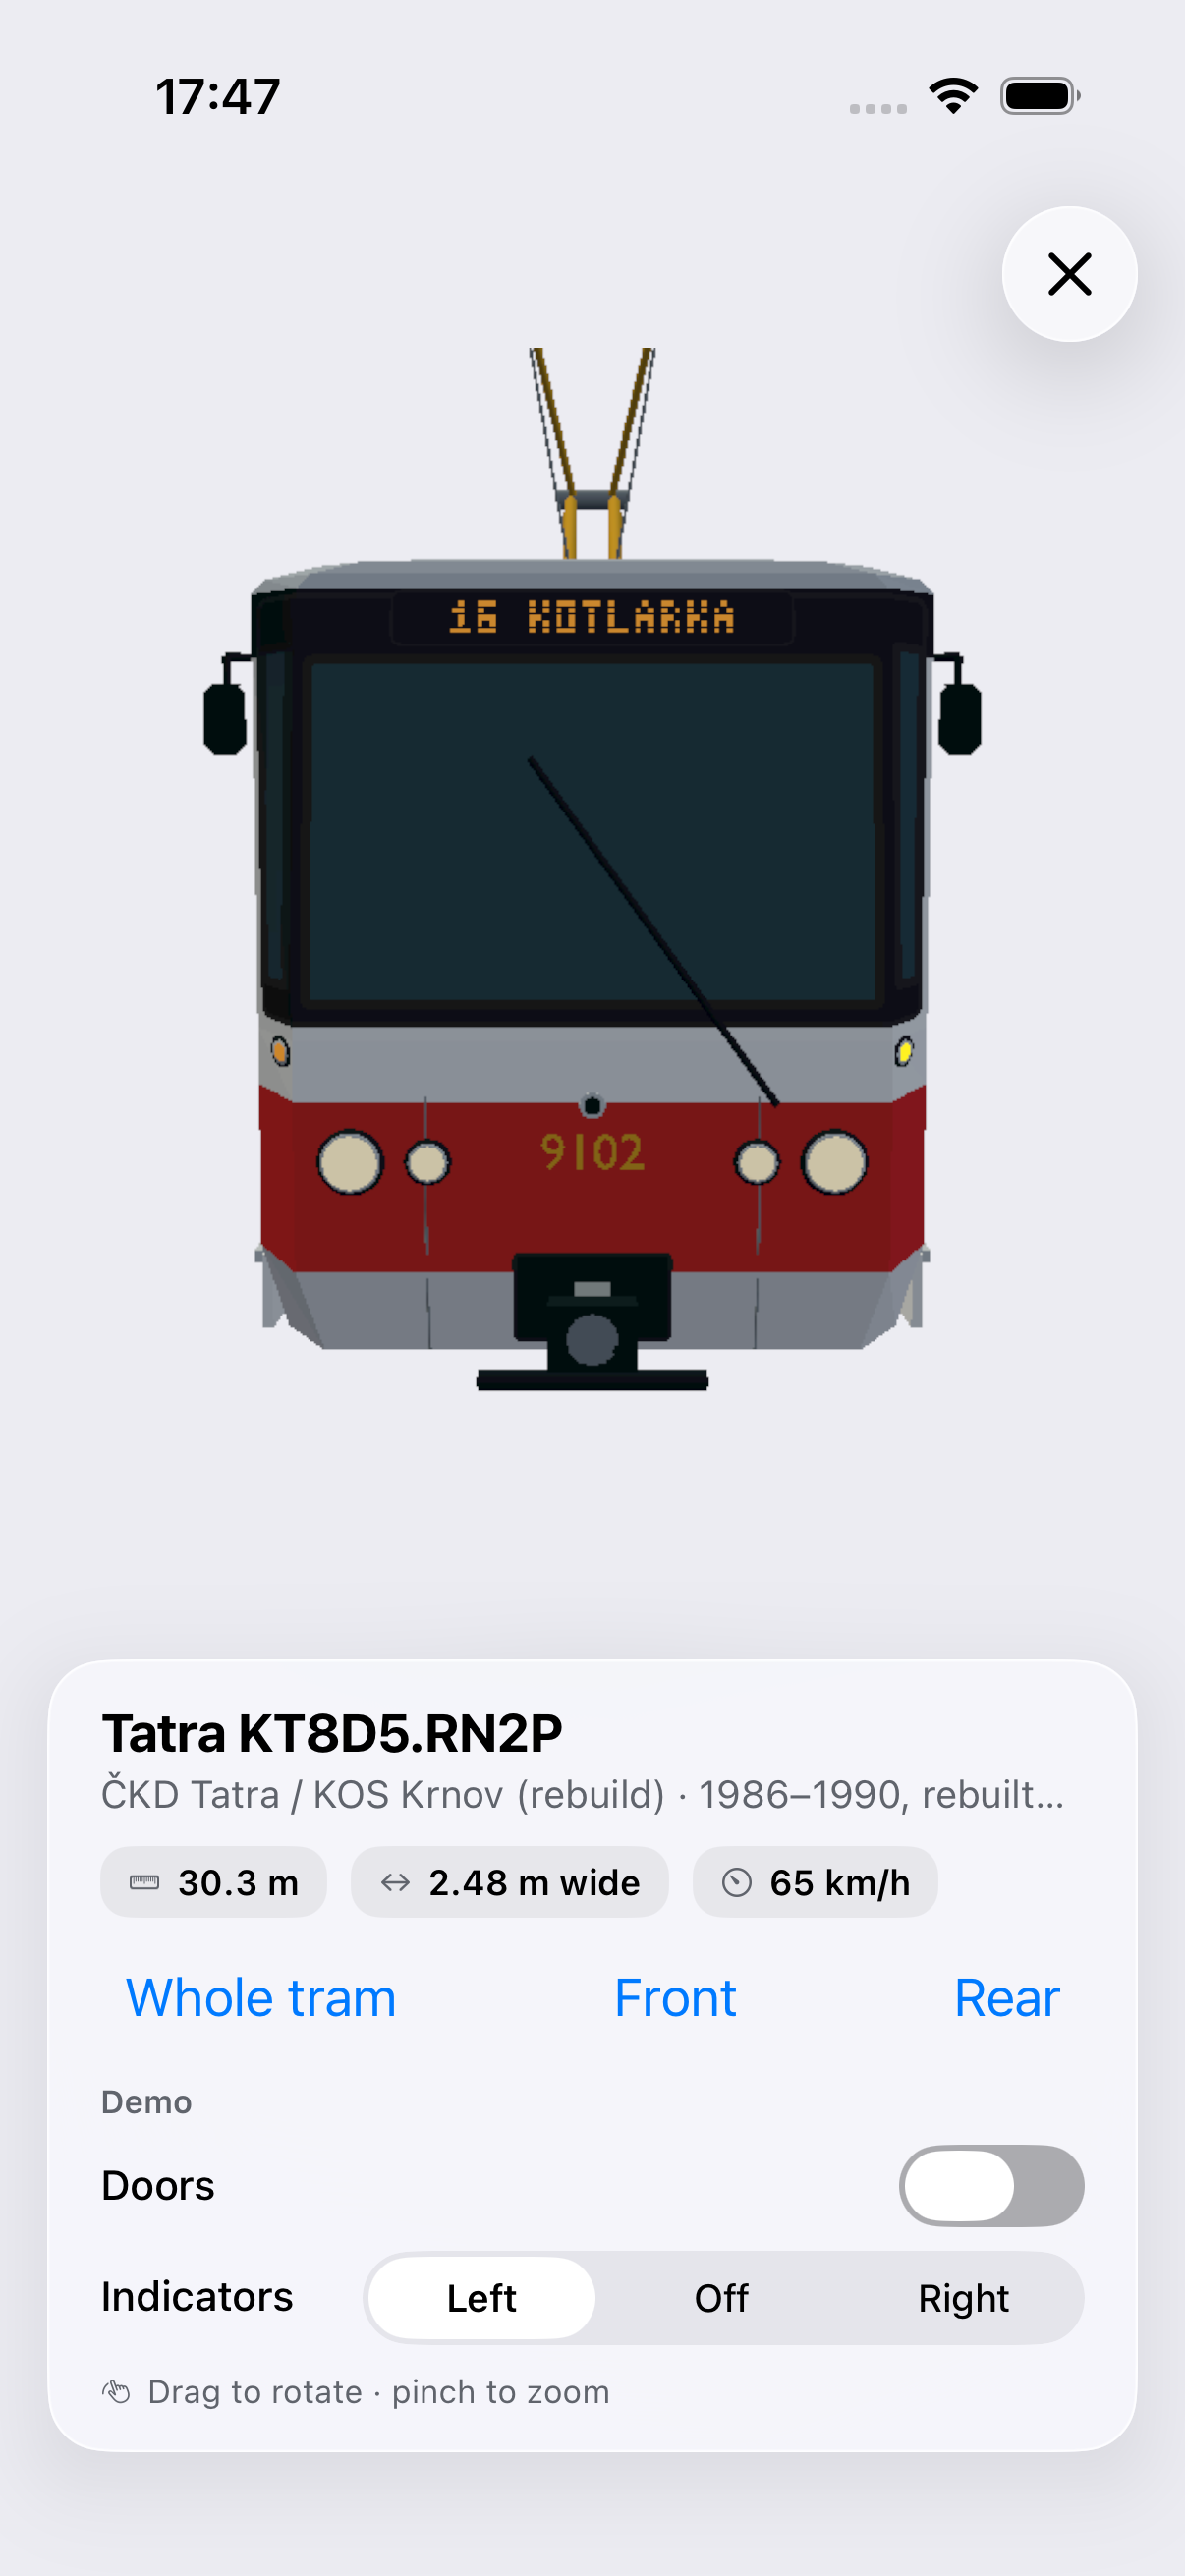 17:47
16 KOTLARKA
9102
Tatra KT8D5.RN2P
ČKD Tatra / KOS Krnov (rebuild) · 1986–1990, rebuilt…
30.3 m
2.48 m wide
65 km/h
Whole tram
Front
Rear
Demo
Doors
Indicators
Left
Off
Right
Drag to rotate · pinch to zoom